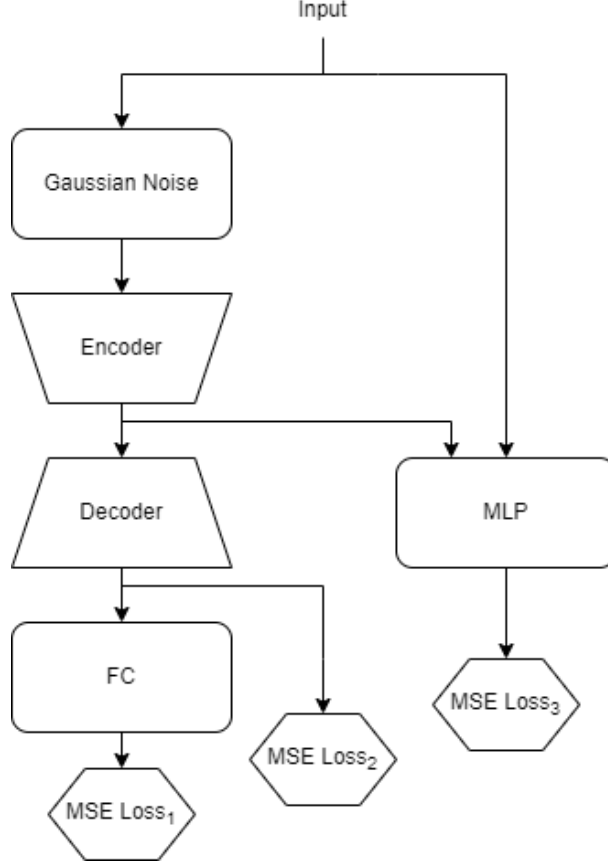 Input
Gaussian Noise
Encoder
Decoder
MLP
FC
MSE Loss₃
MSE Loss₂
MSE Loss₁